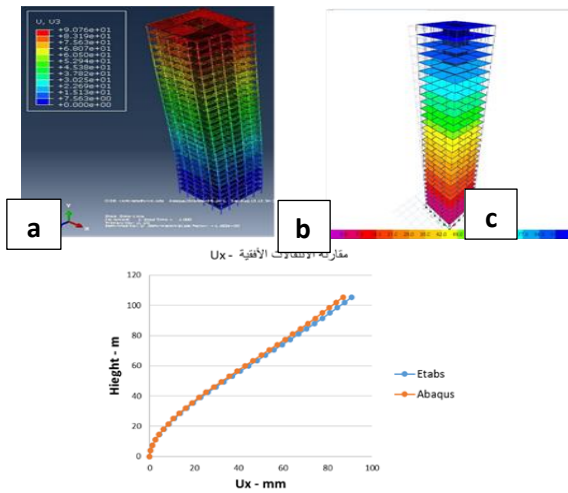 U, U3
+9.076e+01
+8.319e+01
+7.563e+01
+6.807e+01
+6.050e+01
+5.294e+01
+4.538e+01
+3.782e+01
+3.025e+01
+2.269e+01
+1.513e+01
+7.563e+00
+0.000e+00
a
b
c
مقارنة الانتقالات الأفقية - Ux
Hieght - m
120
100
80
60
40
20
0
0 20 40 60 80 100
Ux - mm
Etabs
Abaqus